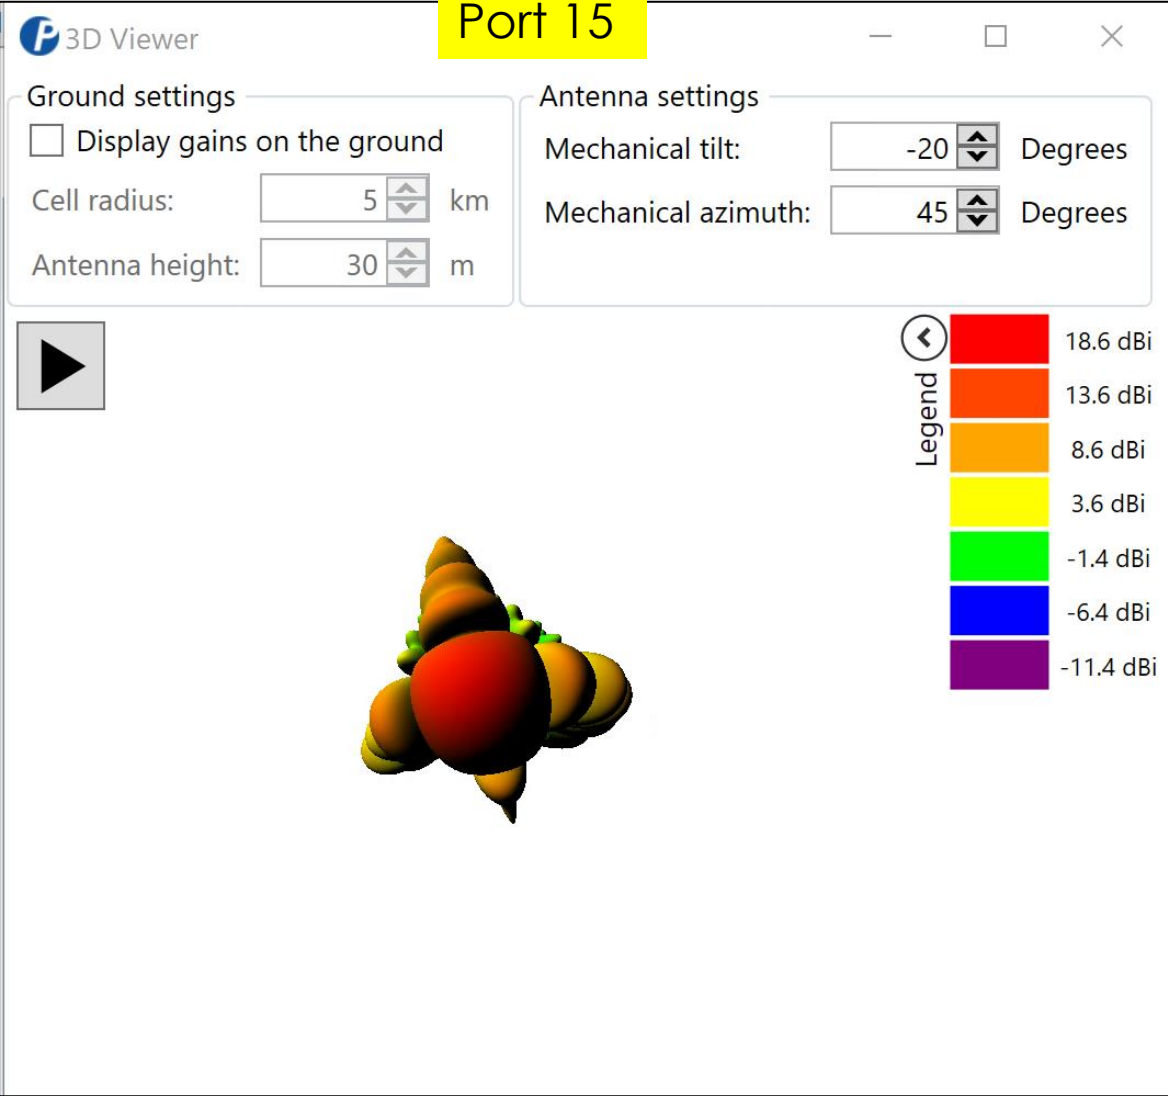 Port 15
3D Viewer
Ground settings
Display gains on the ground
Cell radius: 5 km
Antenna height: 30 m
Antenna settings
Mechanical tilt: -20 Degrees
Mechanical azimuth: 45 Degrees
Legend
18.6 dBi
13.6 dBi
8.6 dBi
3.6 dBi
-1.4 dBi
-6.4 dBi
-11.4 dBi